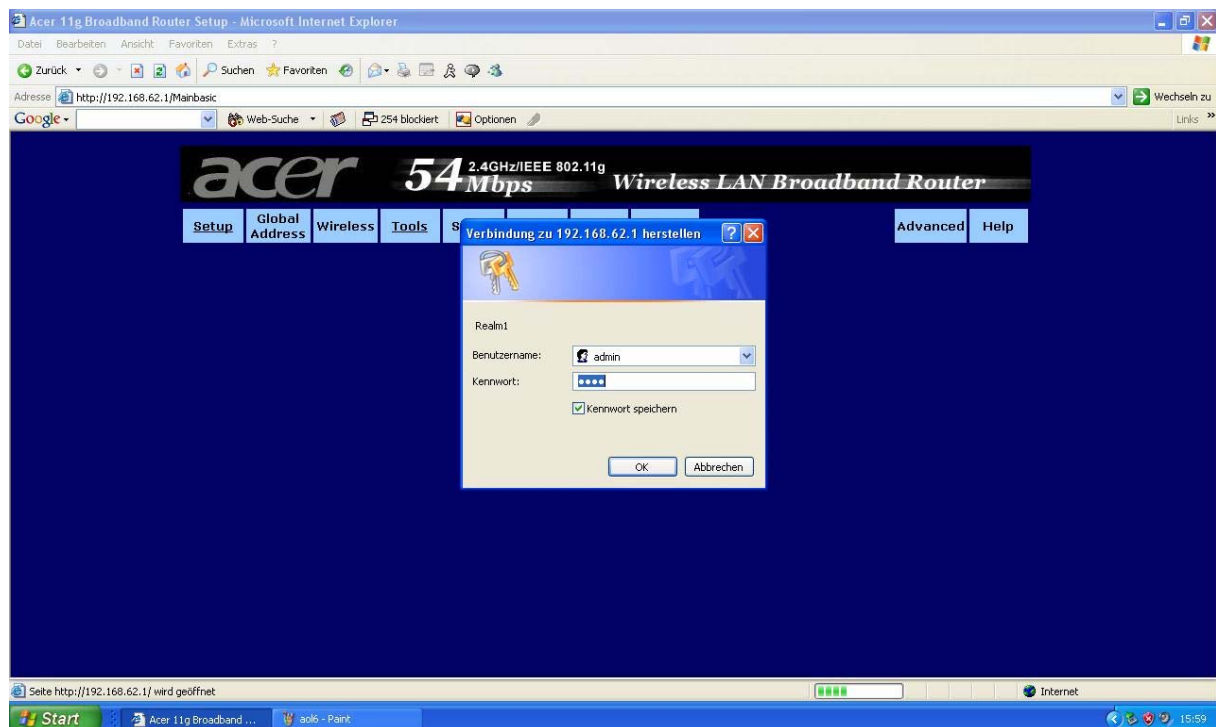 Acer 11g Broadband Router Setup - Microsoft Internet Explorer
Datei Bearbeiten Ansicht Favoriten Extras ?
Zurück Suchen Favoriten
Adresse http://192.168.62.1/Mainbasic Wechseln zu
Google Web-Suche 254 blockiert Optionen Links »
acer 54 Mbps 2.4GHz/IEEE 802.11g Wireless LAN Broadband Router
Setup Global Address Wireless Tools Advanced Help
Verbindung zu 192.168.62.1 herstellen
Realm1
Benutzername: admin
Kennwort: ••••
Kennwort speichern
OK Abbrechen
Seite http://192.168.62.1/ wird geöffnet Internet
Start Acer 11g Broadband ... aol6 - Paint 15:59